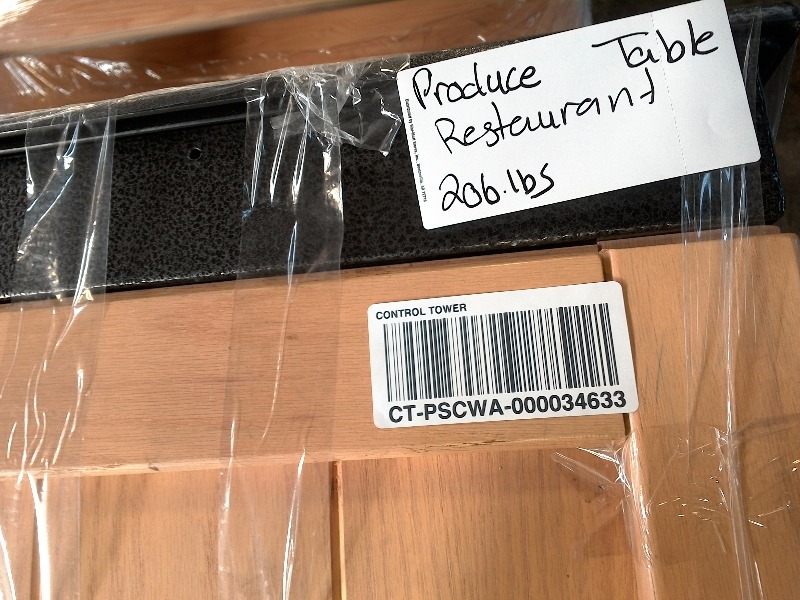 Produce Table
Restaurant
206.lbs
CONTROL TOWER
CT-PSCWA-000034633